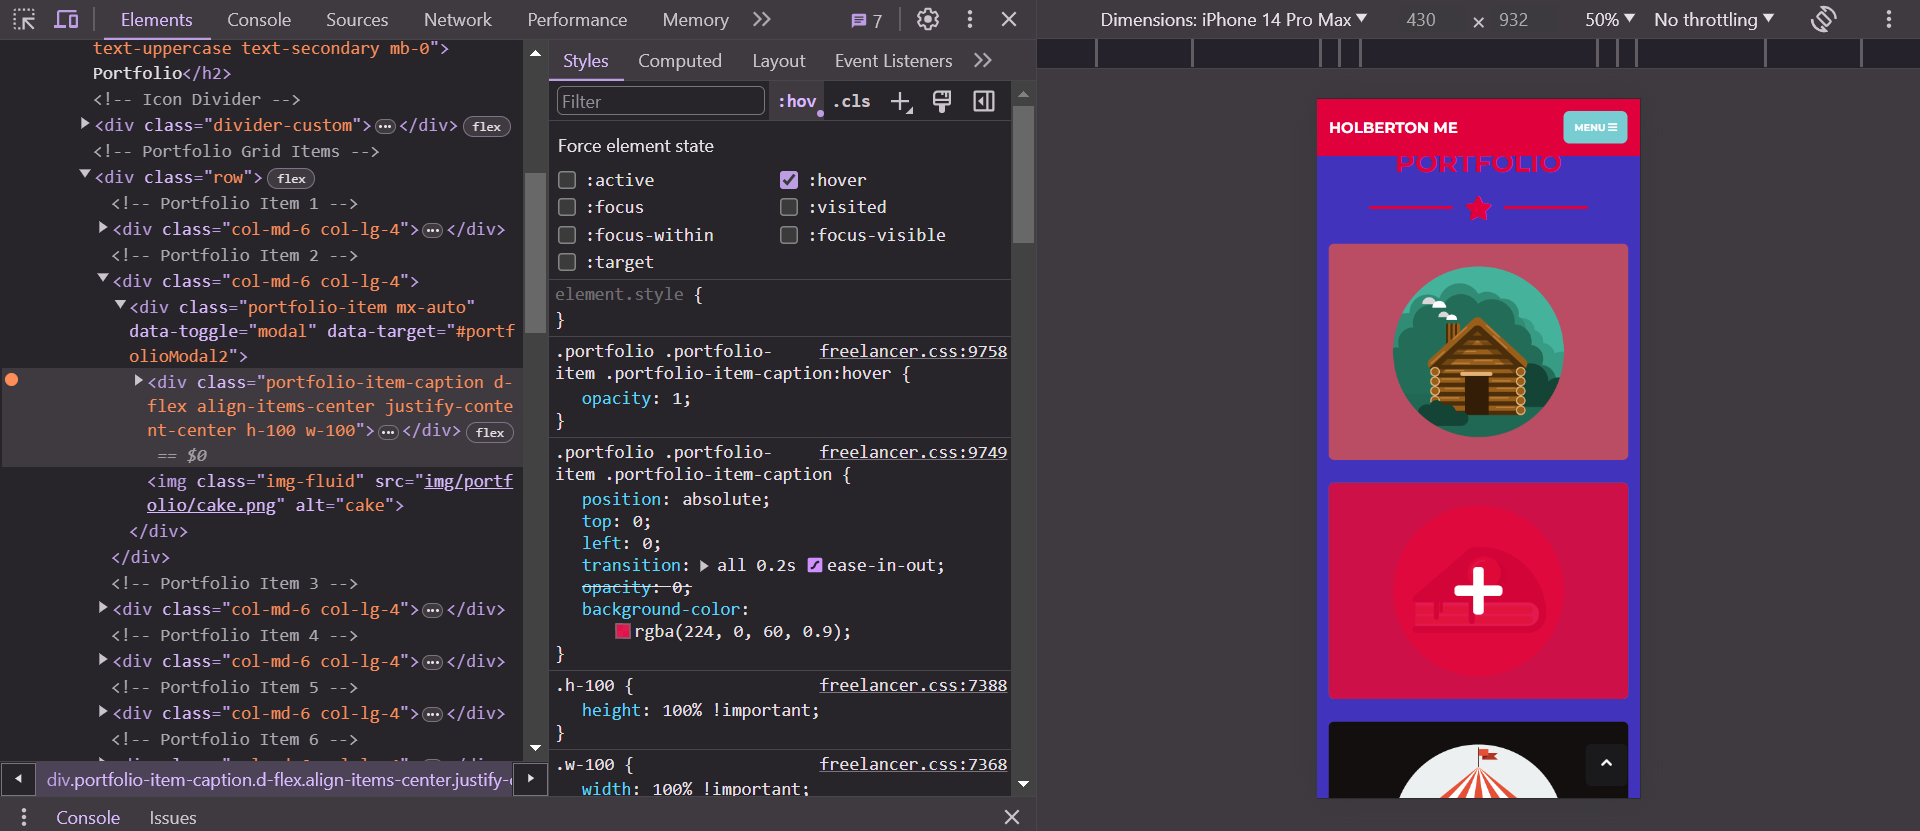 Elements Console Sources Network Performance Memory 7
Dimensions: iPhone 14 Pro Max 430 × 932 50% No throttling
text-uppercase text-secondary mb-0">
Portfolio</h2>
<!-- Icon Divider -->
<div class="divider-custom">…</div> flex
<!-- Portfolio Grid Items -->
<div class="row"> flex
<!-- Portfolio Item 1 -->
<div class="col-md-6 col-lg-4">…</div>
<!-- Portfolio Item 2 -->
<div class="col-md-6 col-lg-4">
<div class="portfolio-item mx-auto"
data-toggle="modal" data-target="#portf
olioModal2">
<div class="portfolio-item-caption d-
flex align-items-center justify-conte
nt-center h-100 w-100">…</div> flex
== $0
<img class="img-fluid" src="img/portf
olio/cake.png" alt="cake">
</div>
</div>
<!-- Portfolio Item 3 -->
<div class="col-md-6 col-lg-4">…</div>
<!-- Portfolio Item 4 -->
<div class="col-md-6 col-lg-4">…</div>
<!-- Portfolio Item 5 -->
<div class="col-md-6 col-lg-4">…</div>
<!-- Portfolio Item 6 -->
div.portfolio-item-caption.d-flex.align-items-center.justify-c
Console Issues
Styles Computed Layout Event Listeners
Filter :hov .cls
Force element state
:active :hover
:focus :visited
:focus-within :focus-visible
:target
element.style {
}
.portfolio .portfolio- freelancer.css:9758
item .portfolio-item-caption:hover {
opacity: 1;
}
.portfolio .portfolio- freelancer.css:9749
item .portfolio-item-caption {
position: absolute;
top: 0;
left: 0;
transition: all 0.2s ease-in-out;
opacity: 0;
background-color:
rgba(224, 0, 60, 0.9);
}
.h-100 { freelancer.css:7388
height: 100% !important;
}
.w-100 { freelancer.css:7368
width: 100% !important;
HOLBERTON ME MENU
PORTFOLIO